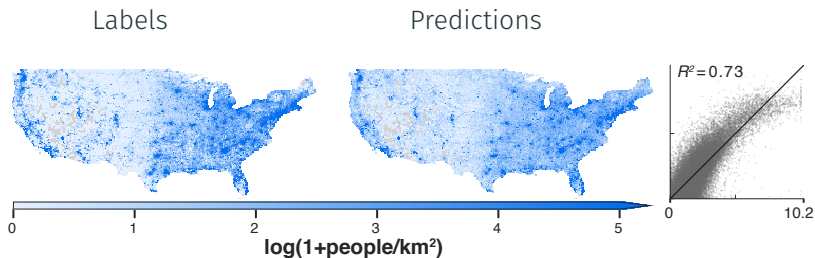 Labels
Predictions
R² = 0.73
0 10.2
0 1 2 3 4 5
log(1+people/km²)